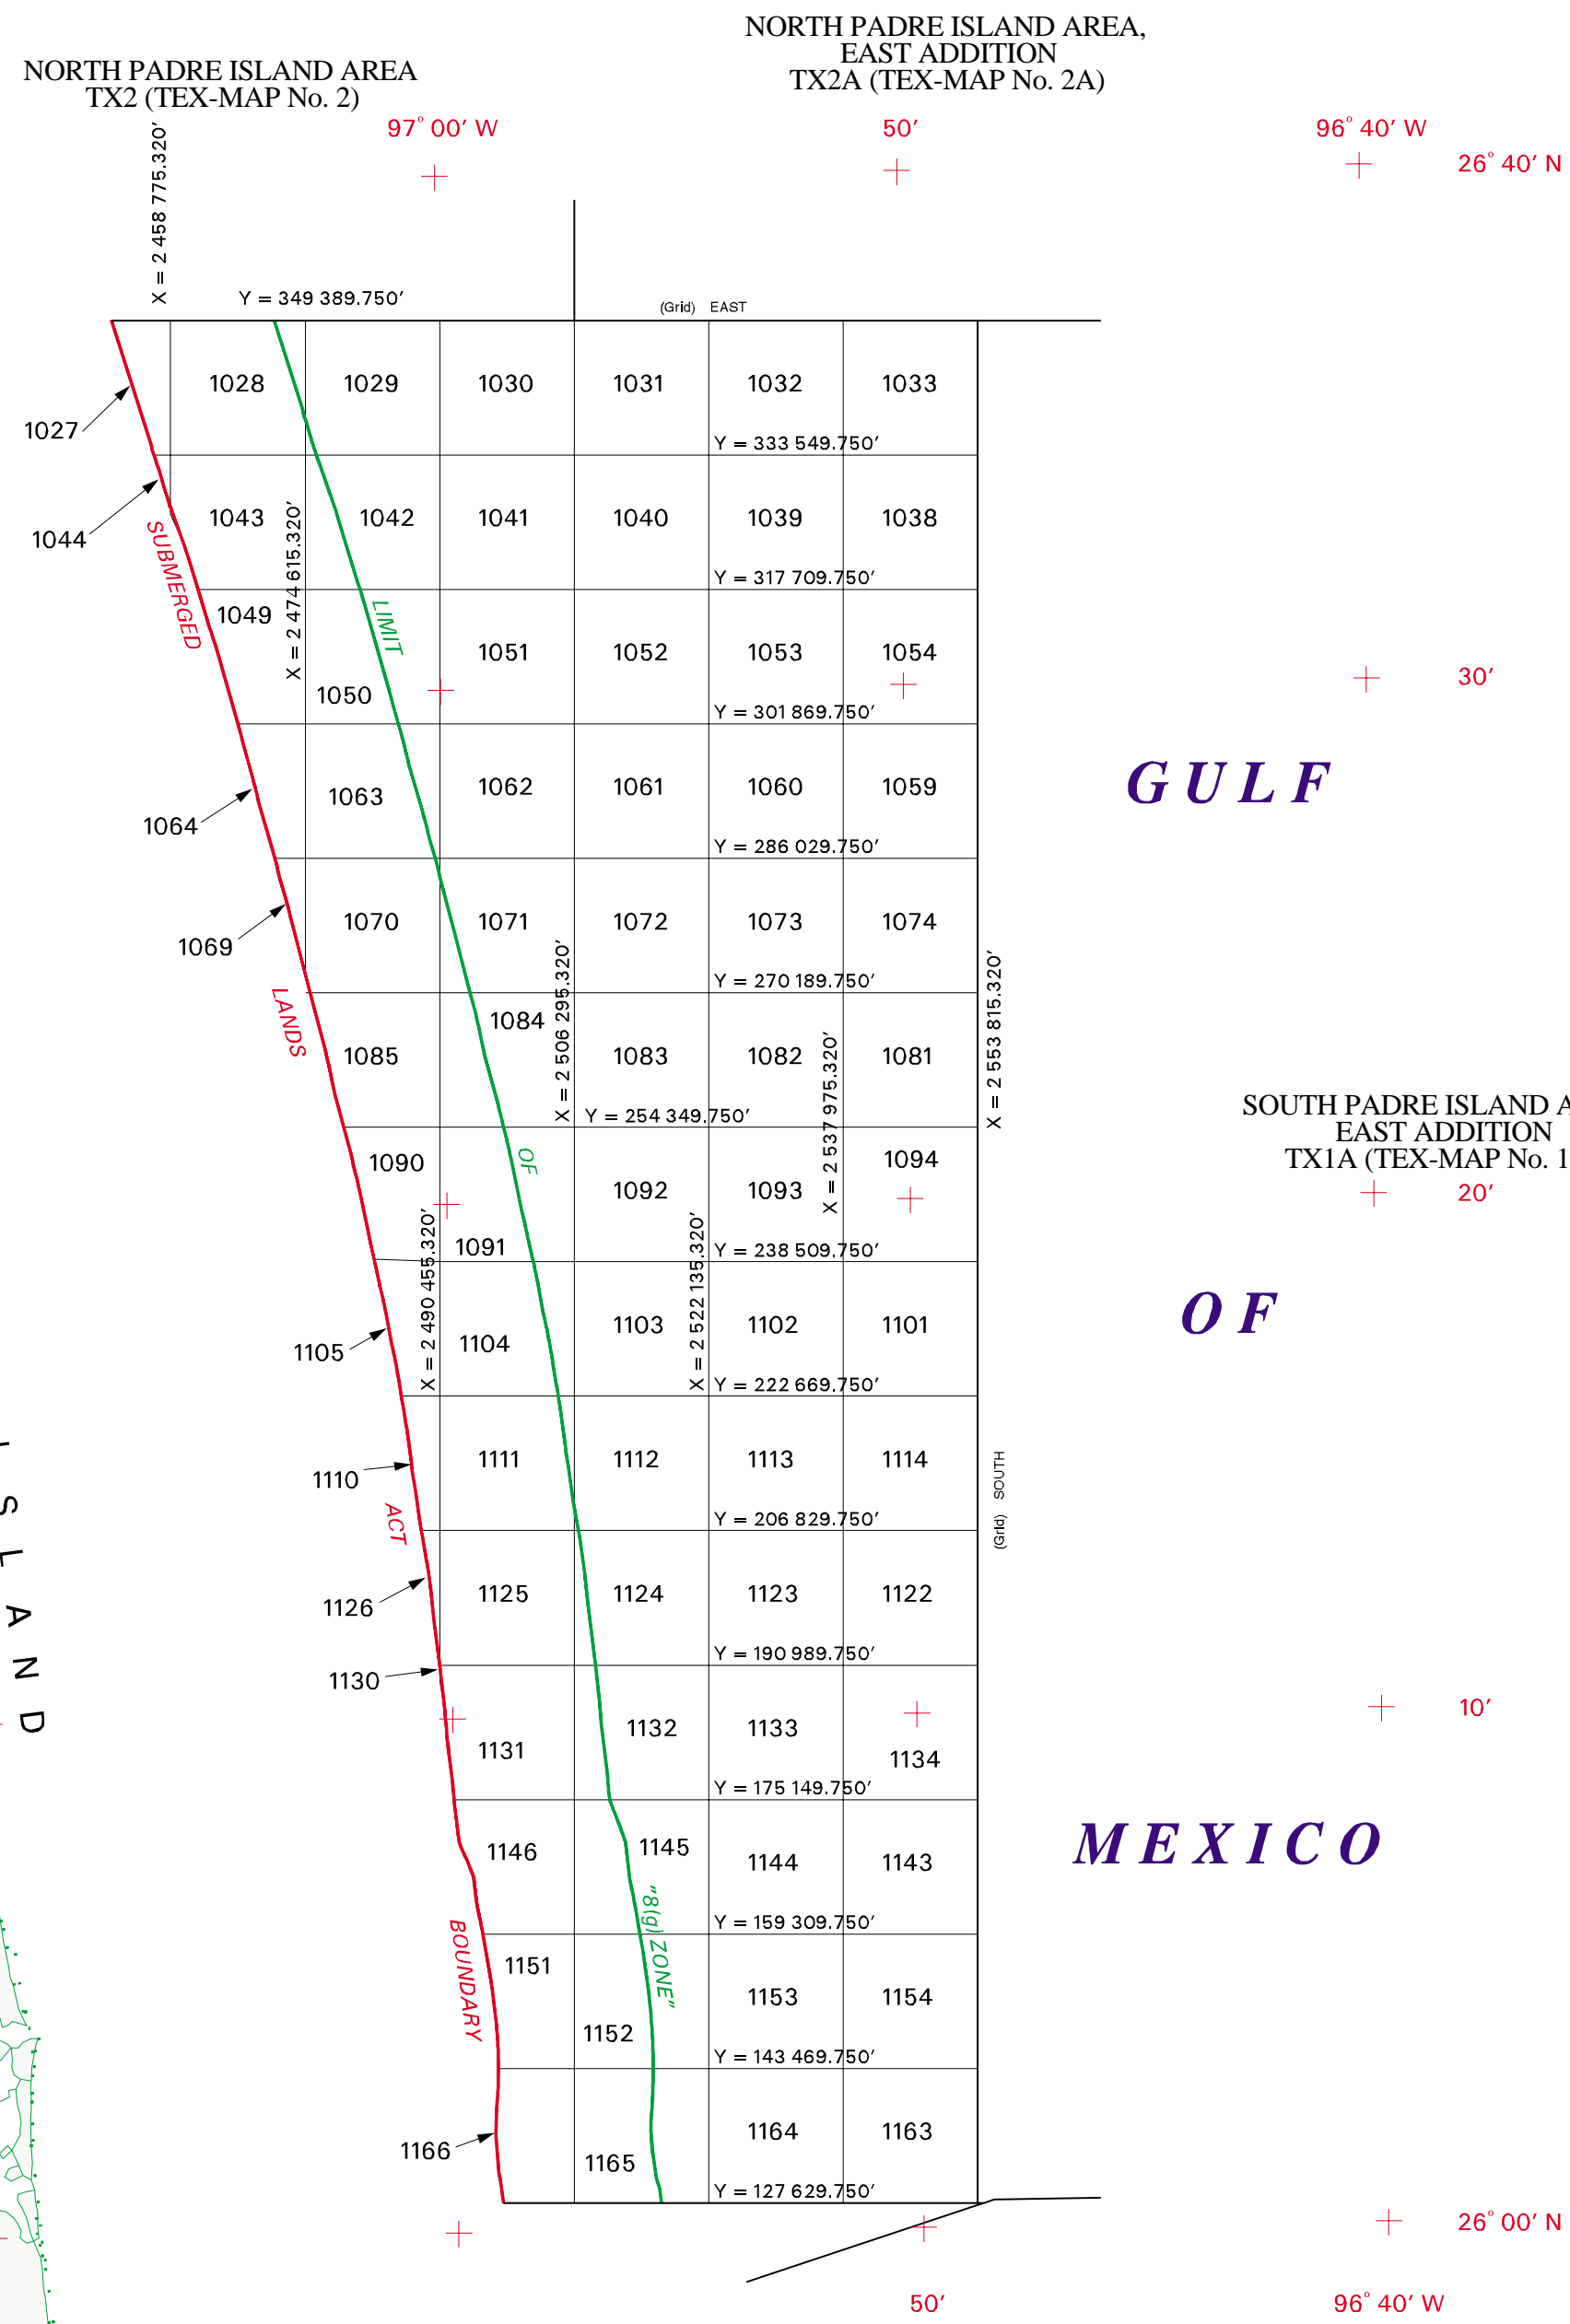 NORTH PADRE ISLAND AREA,
EAST ADDITION
TX2A (TEX-MAP No. 2A)
NORTH PADRE ISLAND AREA
TX2 (TEX-MAP No. 2)
97° 00′ W
50′
96° 40′ W
26° 40′ N
X = 2 458 775.320′
Y = 349 389.750′
(Grid) EAST
1028
1029
1030
1031
1032
1033
1027
Y = 333 549.750′
1044
1043
1042
1041
1040
1039
1038
SUBMERGED
X = 2 474 615.320′
Y = 317 709.750′
1049
LIMIT
1051
1052
1053
1054
30′
1050
Y = 301 869.750′
GULF
1064
1063
1062
1061
1060
1059
Y = 286 029.750′
1069
1070
1071
1072
1073
1074
Y = 270 189.750′
X = 2 506 295.320′
X = 2 553 815.320′
LANDS
1084
1085
1083
1082
1081
X = 2 537 975.320′
Y = 254 349.750′
SOUTH PADRE ISLAND A
EAST ADDITION
TX1A (TEX-MAP No. 1
1090
OF
1092
1093
1094
20′
1091
Y = 238 509.750′
X = 2 490 455.320′
X = 2 522 135.320′
OF
1105
1104
1103
1102
1101
Y = 222 669.750′
1110
1111
1112
1113
1114
(Grid) SOUTH
ACT
Y = 206 829.750′
1126
1125
1124
1123
1122
ISLAND
Y = 190 989.750′
1130
1131
1132
1133
1134
10′
Y = 175 149.750′
1146
1145
1144
1143
MEXICO
"8(g) ZONE"
Y = 159 309.750′
BOUNDARY
1151
1152
1153
1154
Y = 143 469.750′
1166
1165
1164
1163
Y = 127 629.750′
26° 00′ N
50′
96° 40′ W